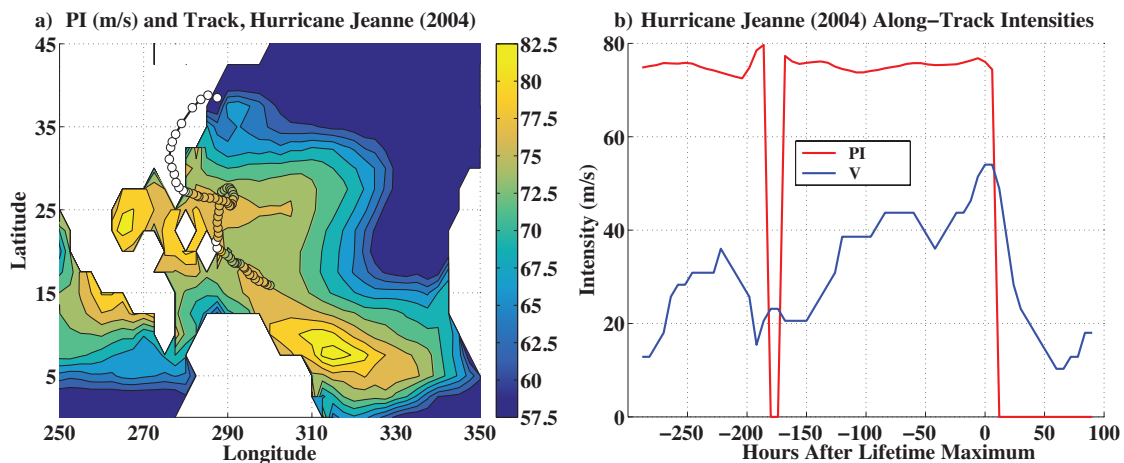 a) PI (m/s) and Track, Hurricane Jeanne (2004)
45
35
25
15
5
Latitude
250 270 290 310 330 350
Longitude
82.5
80
77.5
75
72.5
70
67.5
65
62.5
60
57.5
b) Hurricane Jeanne (2004) Along−Track Intensities
80
60
40
20
0
Intensity (m/s)
PI
V
−250 −200 −150 −100 −50 0 50 100
Hours After Lifetime Maximum